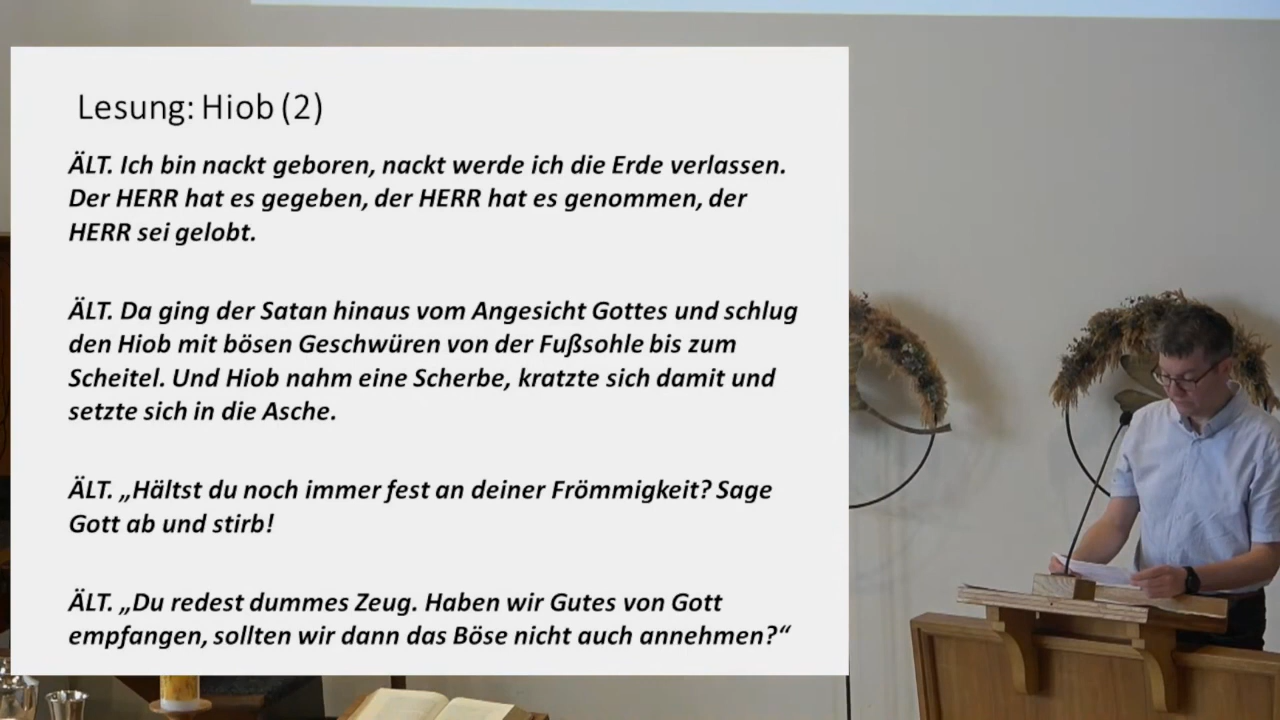 Lesung: Hiob (2)
ÄLT. Ich bin nackt geboren, nackt werde ich die Erde verlassen.
Der HERR hat es gegeben, der HERR hat es genommen, der
HERR sei gelobt.
ÄLT. Da ging der Satan hinaus vom Angesicht Gottes und schlug
den Hiob mit bösen Geschwüren von der Fußsohle bis zum
Scheitel. Und Hiob nahm eine Scherbe, kratzte sich damit und
setzte sich in die Asche.
ÄLT. „Hältst du noch immer fest an deiner Frömmigkeit? Sage
Gott ab und stirb!
ÄLT. „Du redest dummes Zeug. Haben wir Gutes von Gott
empfangen, sollten wir dann das Böse nicht auch annehmen?“